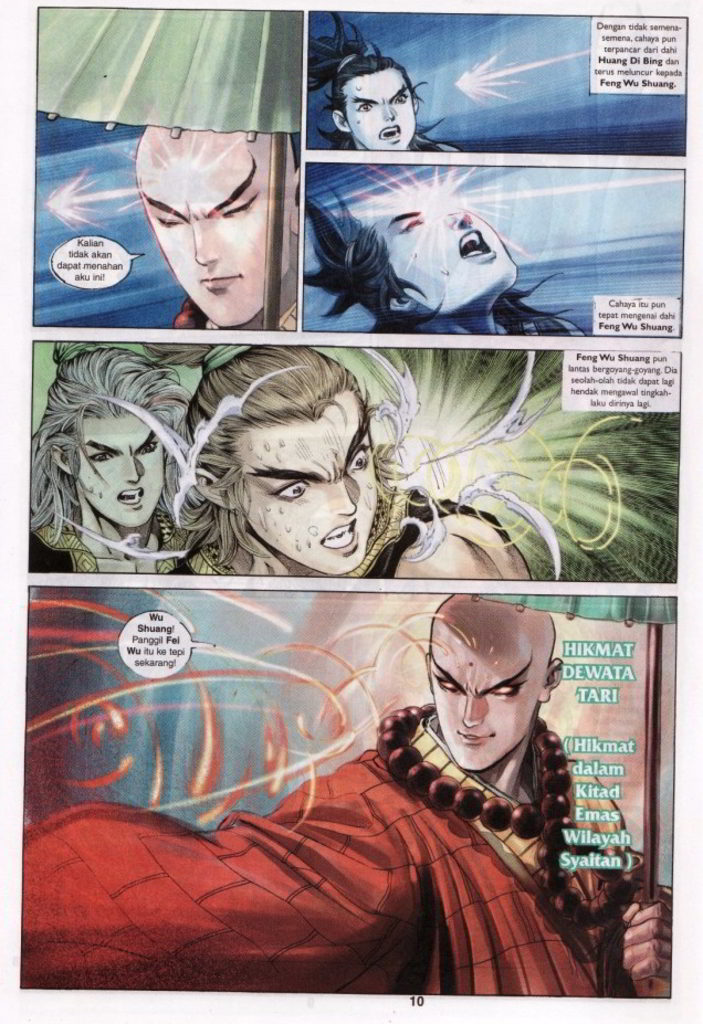 Kalian
tidak akan
dapat menahan
aku ini!
Dengan tidak semena-
semena, cahaya pun
terpancar dari dahi
Huang Di Bing dan
terus meluncur kepada
Feng Wu Shuang.
Cahaya itu pun
tepat mengenai dahi
Feng Wu Shuang.
Feng Wu Shuang pun
lantas bergoyang-goyang. Dia
seolah-olah tidak dapat lagi
hendak mengawal tingkah-
laku dirinya lagi.
Wu
Shuang!
Panggil Fei
Wu itu ke tepi
sekarang!
HIKMAT
DEWATA
TARI
(Hikmat
dalam
Kitad
Emas
Wilayah
Syaitan)
10